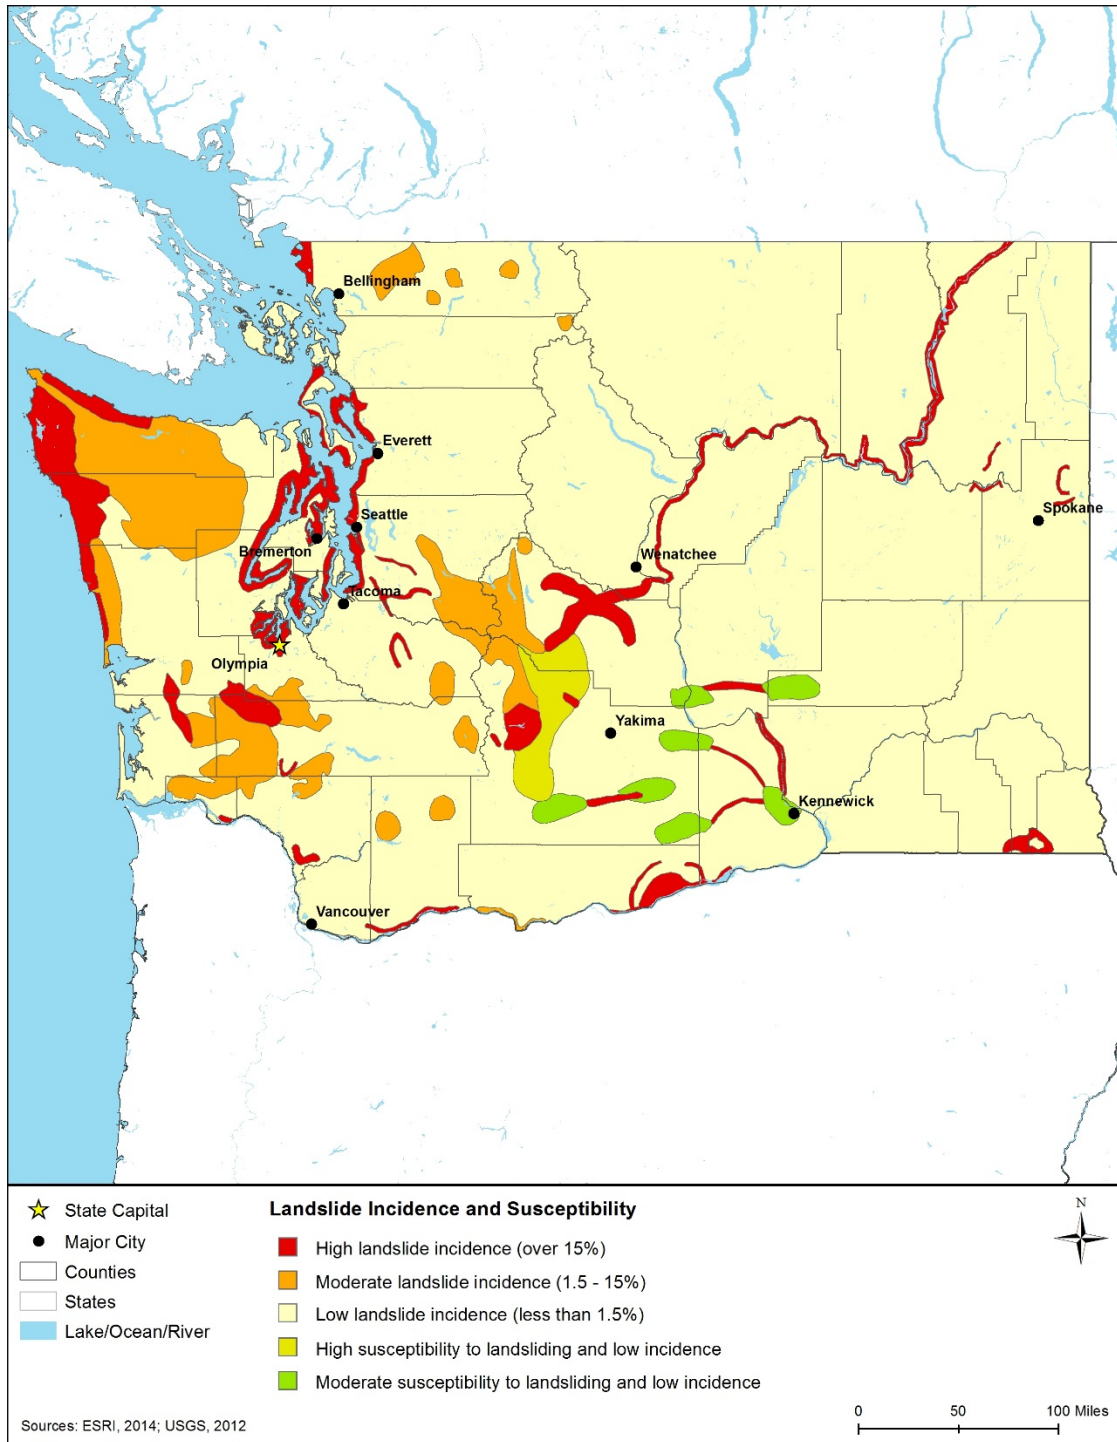 Bellingham
Everett
Seattle
Bremerton
Spokane
Wenatchee
Tacoma
Olympia
Yakima
Kennewick
Vancouver
State Capital
Major City
Counties
States
Lake/Ocean/River
Landslide Incidence and Susceptibility
High landslide incidence (over 15%)
Moderate landslide incidence (1.5 - 15%)
Low landslide incidence (less than 1.5%)
High susceptibility to landsliding and low incidence
Moderate susceptibility to landsliding and low incidence
N
Sources: ESRI, 2014; USGS, 2012
0 50 100 Miles